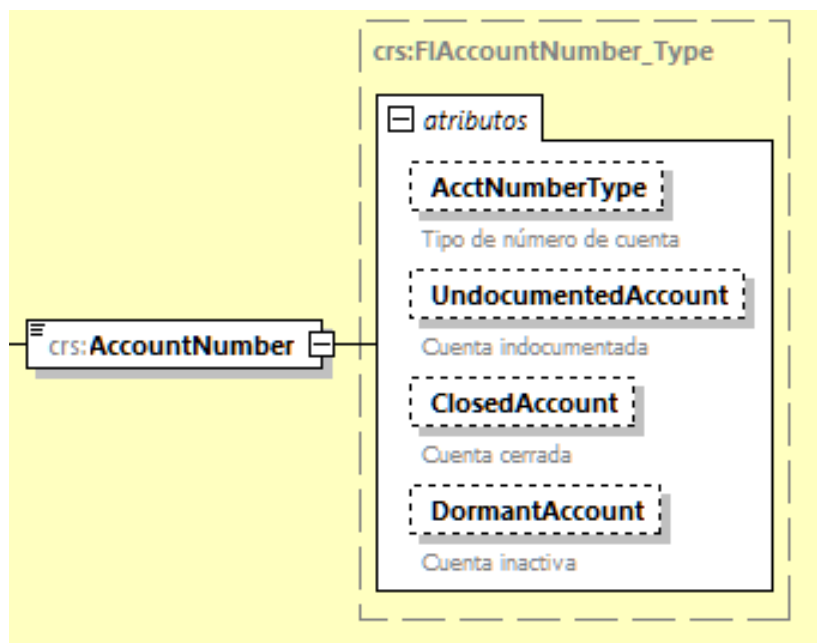 crs:FIAccountNumber_Type
atributos
AcctNumberType
Tipo de número de cuenta
UndocumentedAccount
Cuenta indocumentada
crs:AccountNumber
ClosedAccount
Cuenta cerrada
DormantAccount
Cuenta inactiva